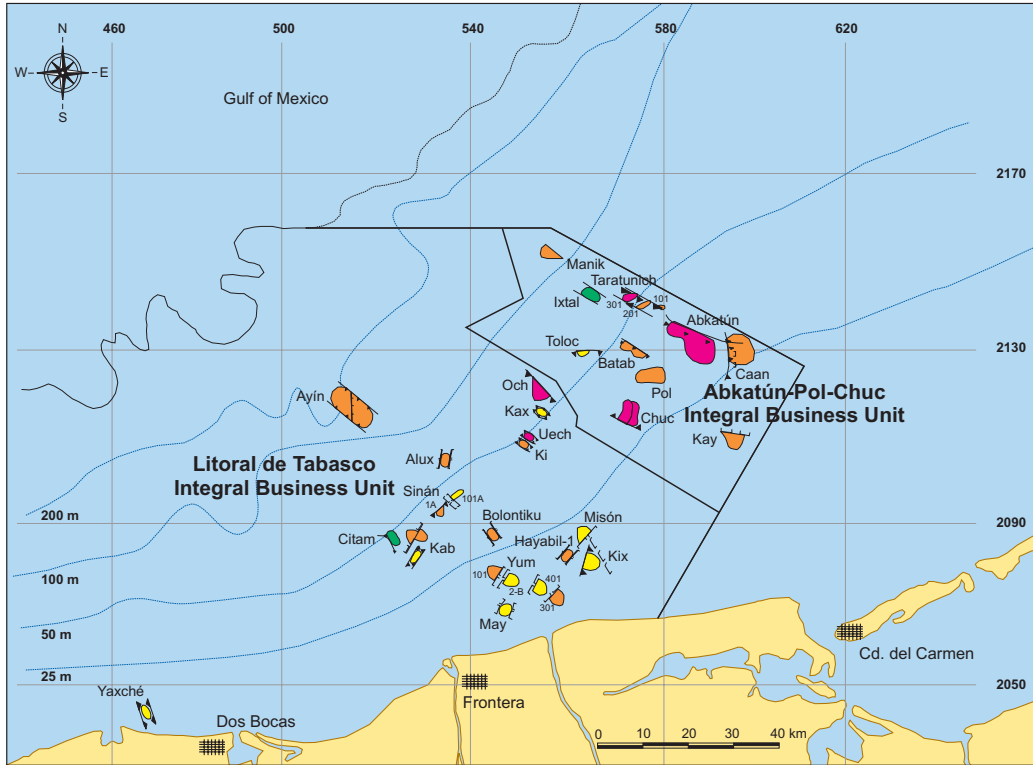 N
460
500
540
580
620
W
E
S
Gulf of Mexico
2170
Manik
Taratunich
Ixtal
301
201
101
Abkatún
Toloc
Batab
Caan
2130
Och
Pol
Abkatún-Pol-Chuc
Integral Business Unit
Ayín
Kax
Chuc
Uech
Kay
Ki
Alux
Litoral de Tabasco
Integral Business Unit
Sinán
101A
1A
200 m
Bolontiku
Misón
2090
Citam
Kab
Hayabil-1
Kix
100 m
Yum
101
2-B
401
301
May
50 m
25 m
Cd. del Carmen
2050
Yaxché
Frontera
Dos Bocas
0
10
20
30
40 km